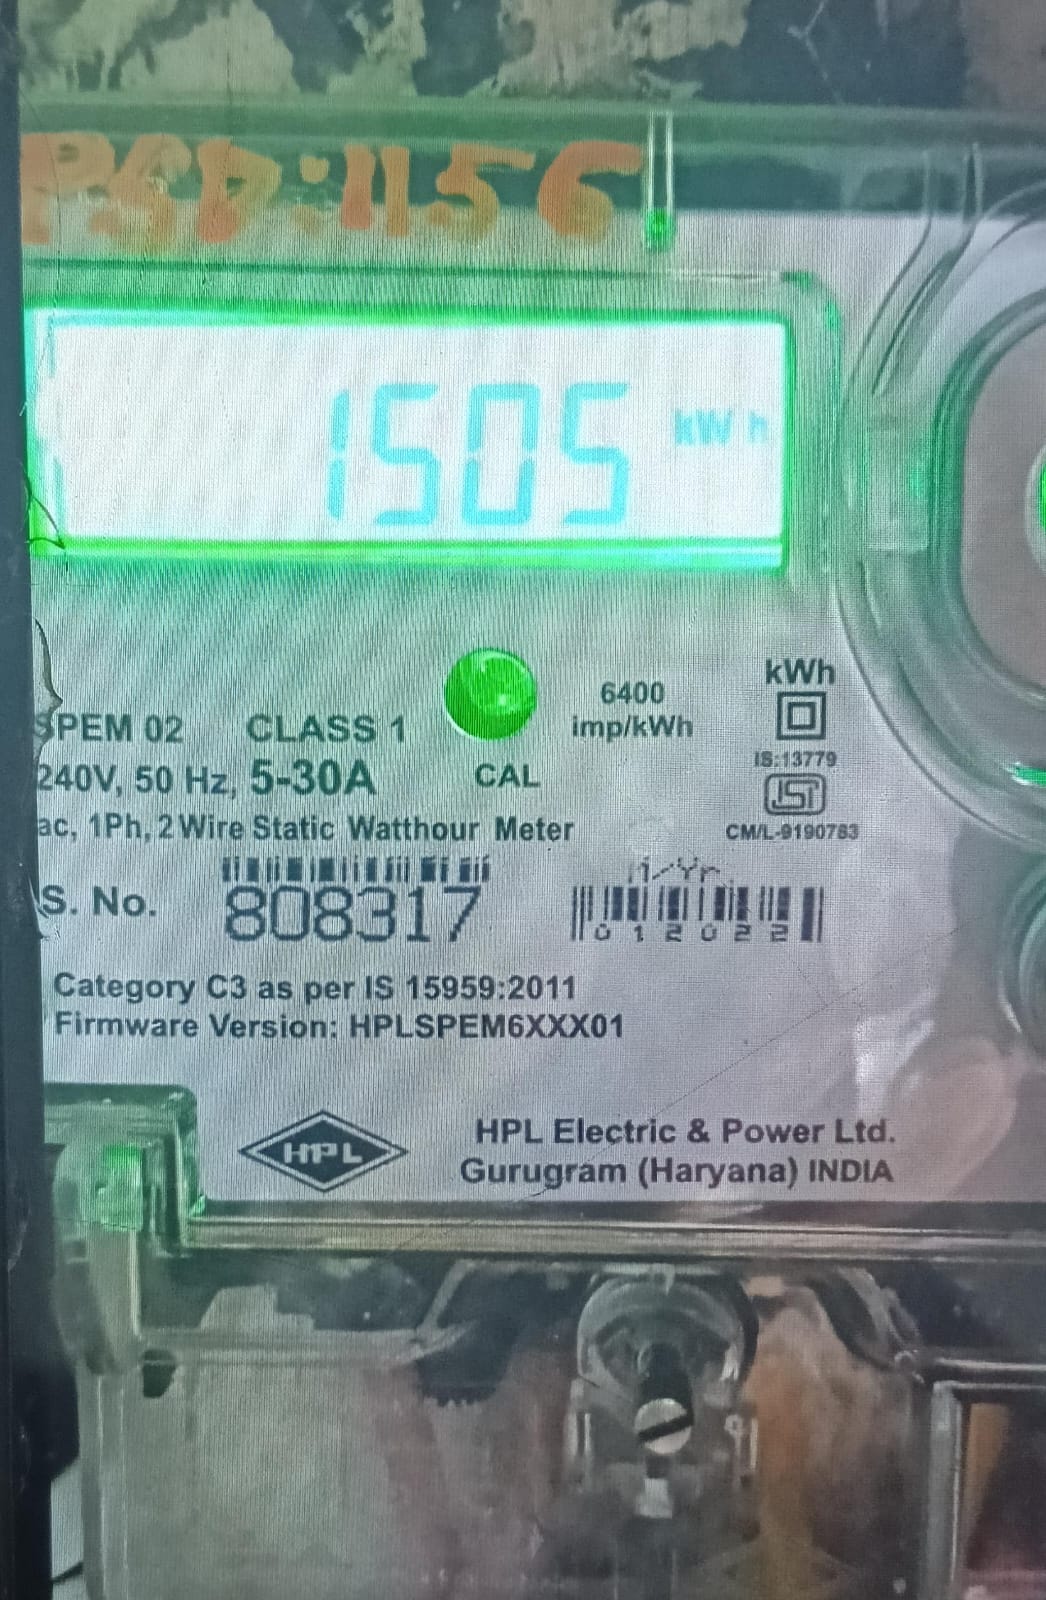 PSD:1156
1505 kWh
SPEM 02 CLASS 1
6400
imp/kWh
kWh
240V, 50 Hz, 5-30A
CAL
IS:13779
ISI
ac, 1Ph, 2 Wire Static Watthour Meter
CM/L-9190783
S. No. 808317
M/Yr.
012022
Category C3 as per IS 15959:2011
Firmware Version: HPLSPEM6XXX01
HPL
HPL Electric & Power Ltd.
Gurugram (Haryana) INDIA